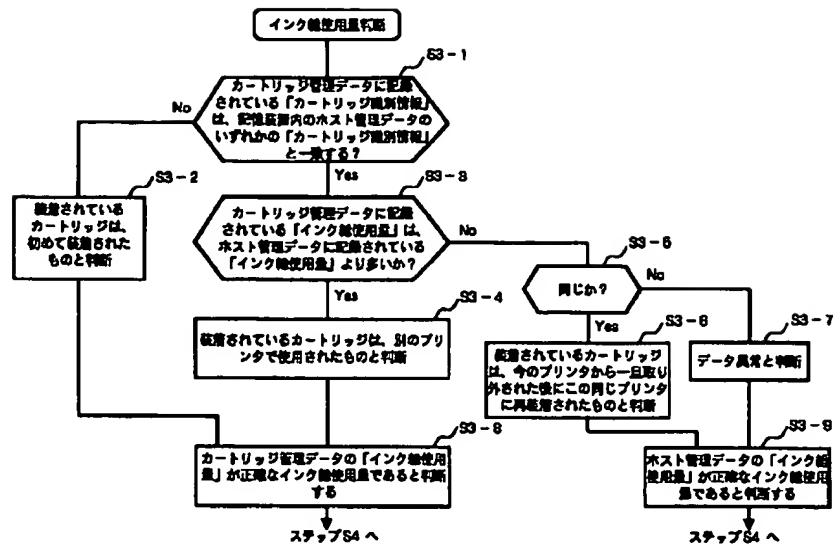 インク総使用量判断
S3-1
カートリッジ管理データに記録
されている「カートリッジ識別情報」
は、記憶装置内のホスト管理データの
いずれかの「カートリッジ識別情報」
と一致する？
No
Yes
S3-2
装着されている
カートリッジは、
初めて装着された
ものと判断
S3-3
カートリッジ管理データに記録
されている「インク総使用量」は、
ホスト管理データに記録されている
「インク総使用量」より多いか？
No
Yes
S3-5
同じか？
No
Yes
S3-4
装着されているカートリッジは、別のプリ
ンタで使用されたものと判断
S3-6
装着されているカートリッジ
は、今のプリンタから一旦取り
外された後にこの同じプリンタ
に再装着されたものと判断
S3-7
データ異常と判断
S3-8
カートリッジ管理データの「インク総使用
量」が正確なインク総使用量であると判断
する
S3-9
ホスト管理データの「インク総
使用量」が正確なインク総使用
量であると判断する
ステップS4 へ
ステップS4 へ